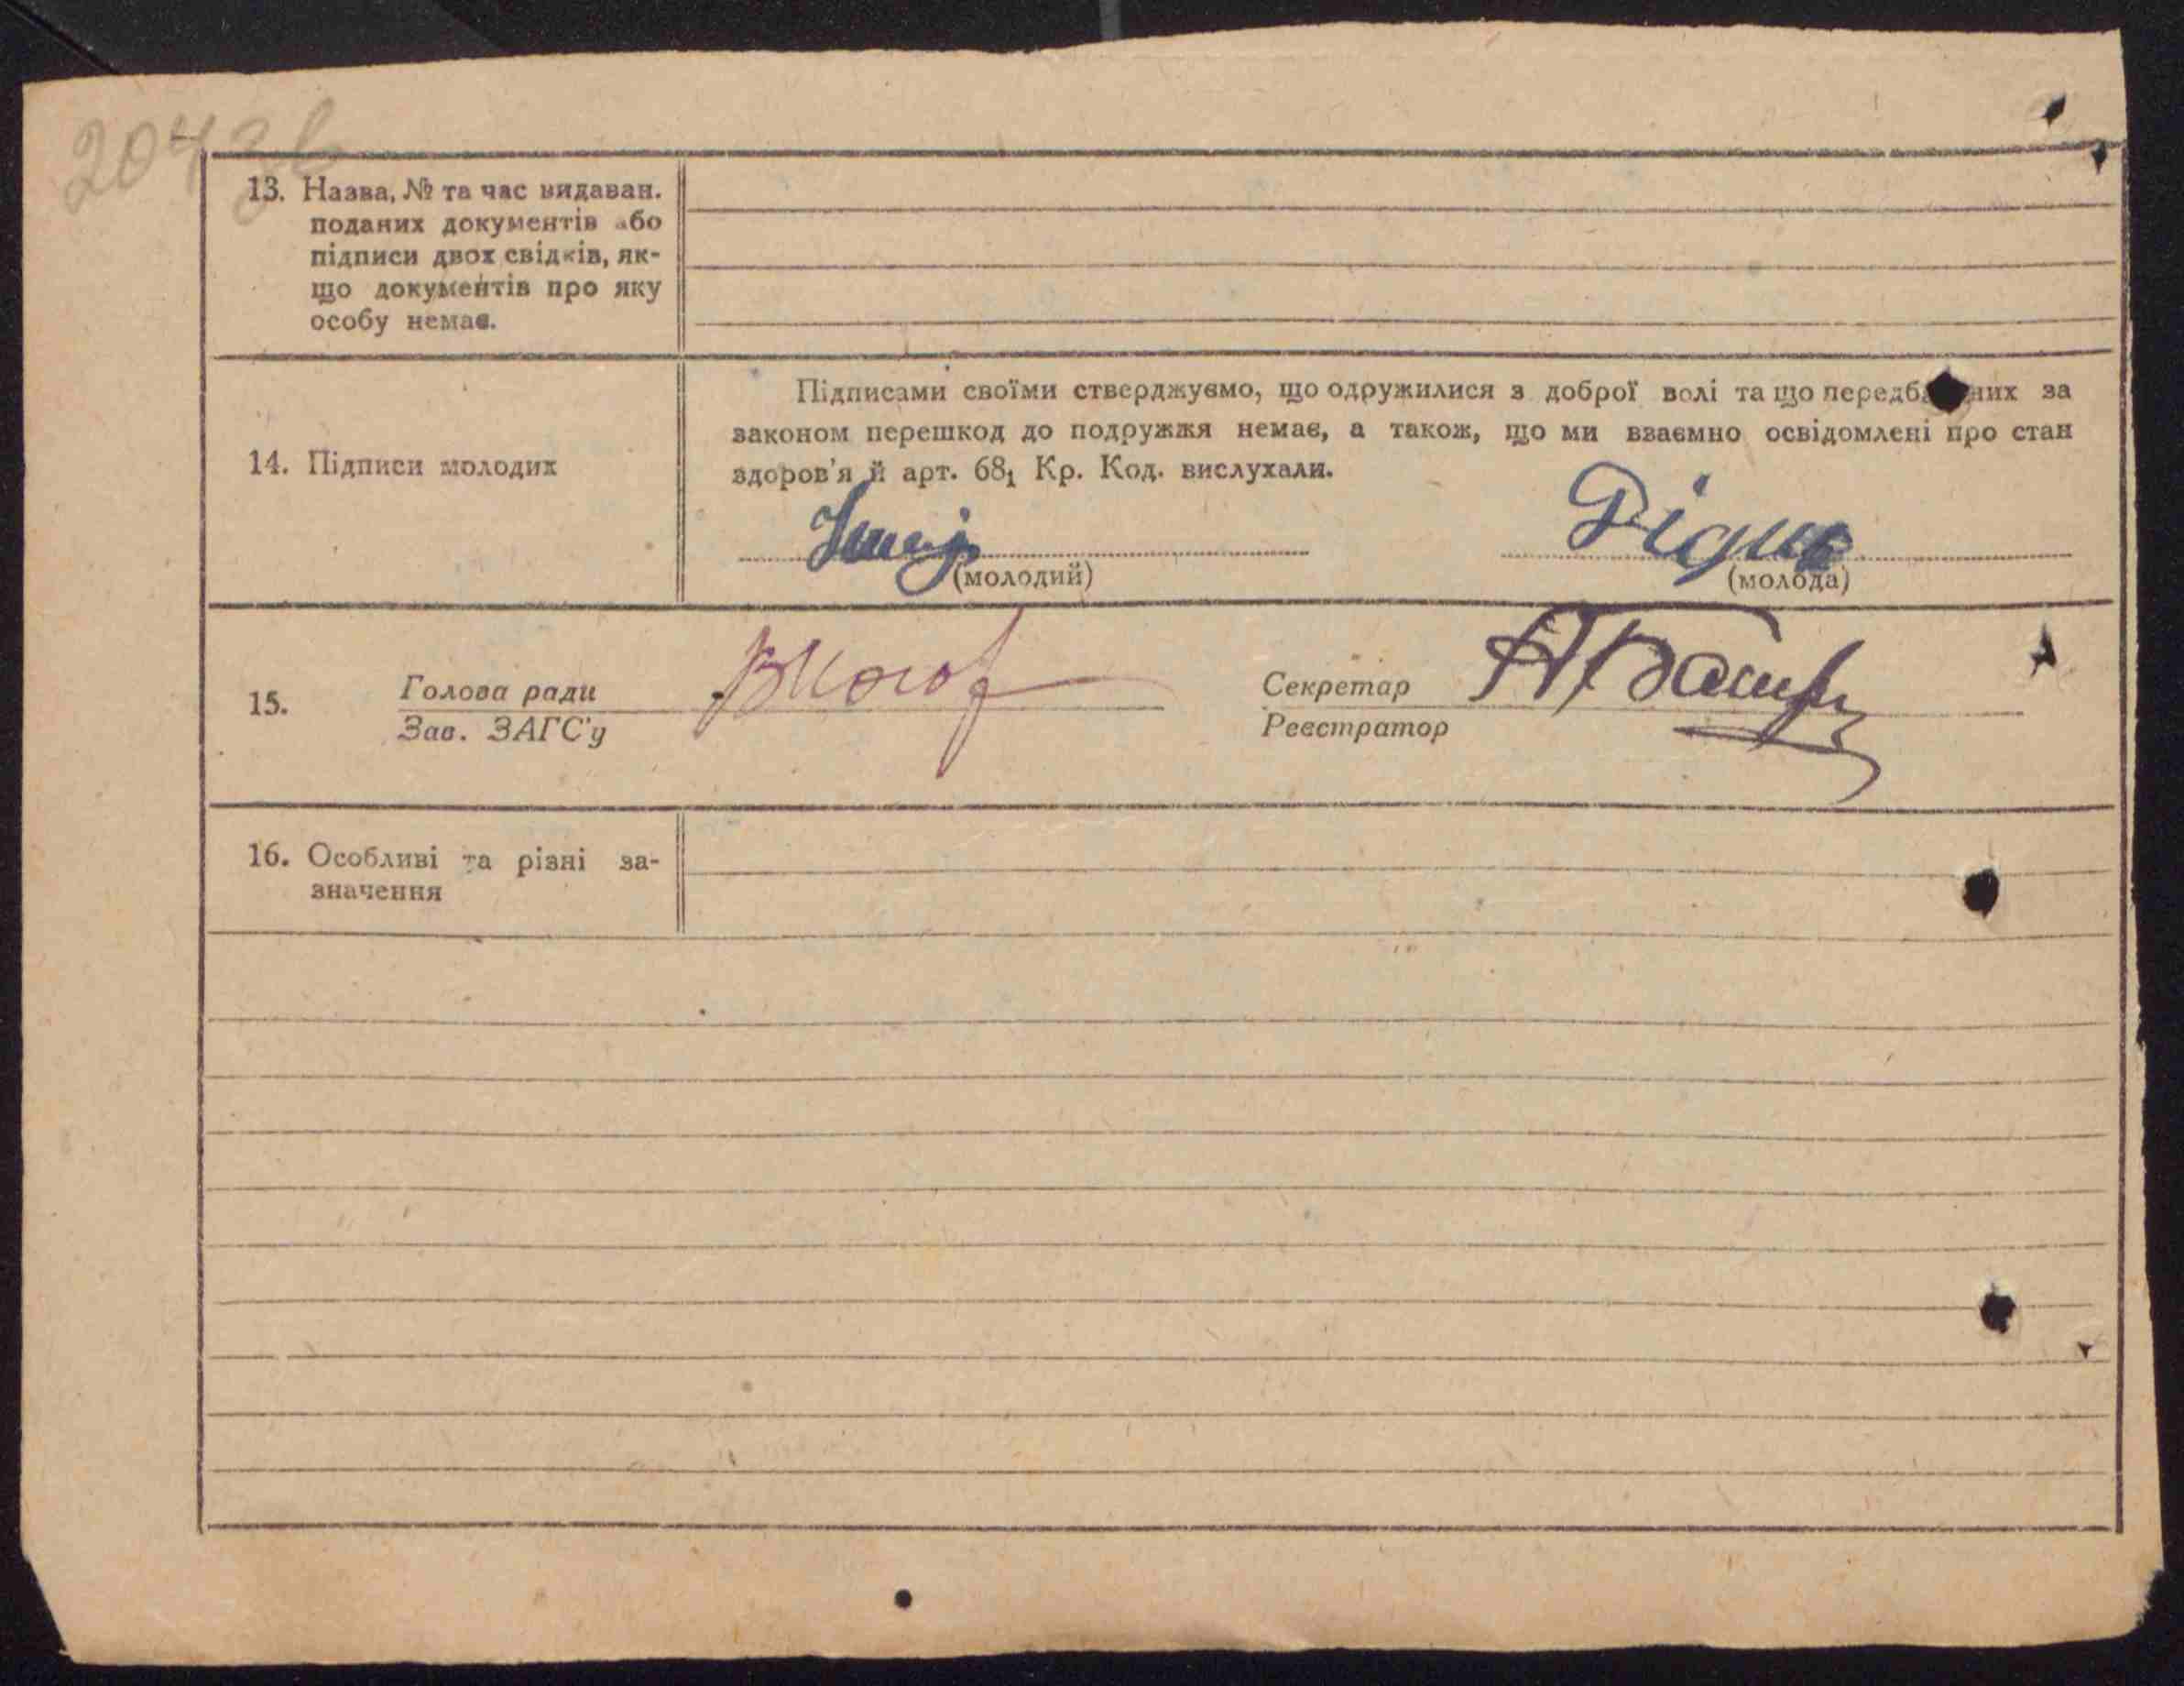 204зв
13. Назва, № та час видаван.
поданих документів або
підписи двох свідків, як-
що документів про яку
особу немає.
14. Підписи молодих
Підписами своїми стверджуємо, що одружилися з доброї волі та що передбачених за
законом перешкод до подружжя немає, а також, що ми взаємно освідомлені про стан
здоров'я й арт. 68₁ Кр. Код. вислухали.
(молодий)
(молода)
15.
Голова ради
Зав. ЗАГС'у
Секретар
Реєстратор
16. Особливі та різні за-
значення